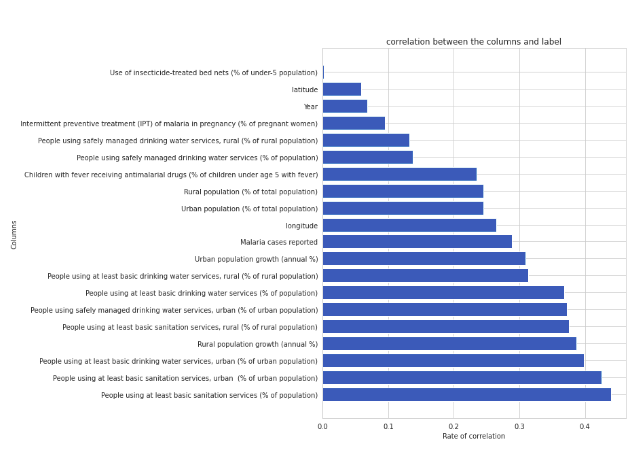 correlation between the columns and label
Use of insecticide-treated bed nets (% of under-5 population)
latitude
Year
Intermittent preventive treatment (IPT) of malaria in pregnancy (% of pregnant women)
People using safely managed drinking water services, rural (% of rural population)
People using safely managed drinking water services (% of population)
Children with fever receiving antimalarial drugs (% of children under age 5 with fever)
Rural population (% of total population)
Urban population (% of total population)
longitude
Malaria cases reported
Urban population growth (annual %)
People using at least basic drinking water services, rural (% of rural population)
People using at least basic drinking water services (% of population)
People using safely managed drinking water services, urban (% of urban population)
People using at least basic sanitation services, rural (% of rural population)
Rural population growth (annual %)
People using at least basic drinking water services, urban (% of urban population)
People using at least basic sanitation services, urban  (% of urban population)
People using at least basic sanitation services (% of population)
Columns
0.0 0.1 0.2 0.3 0.4
Rate of correlation